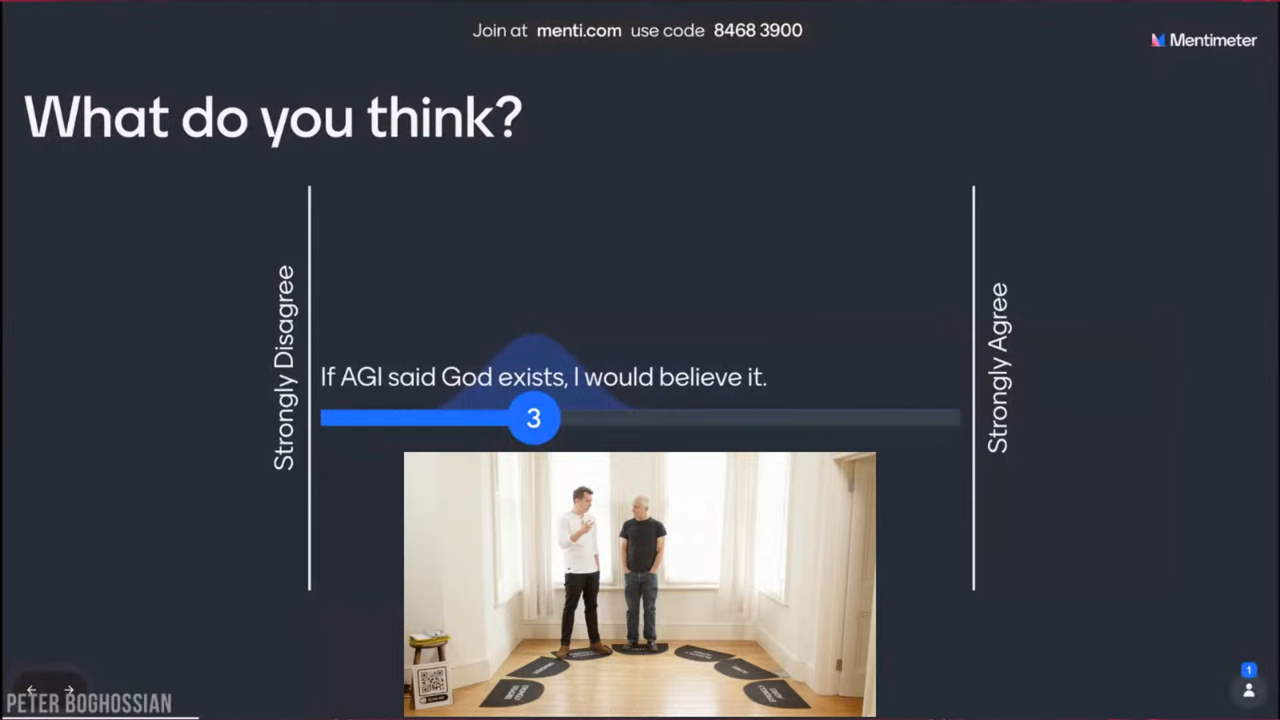 Join at menti.com use code 8468 3900
Mentimeter
What do you think?
Strongly Disagree
If AGI said God exists, I would believe it.
3
Strongly Agree
1
PETER BOGHOSSIAN